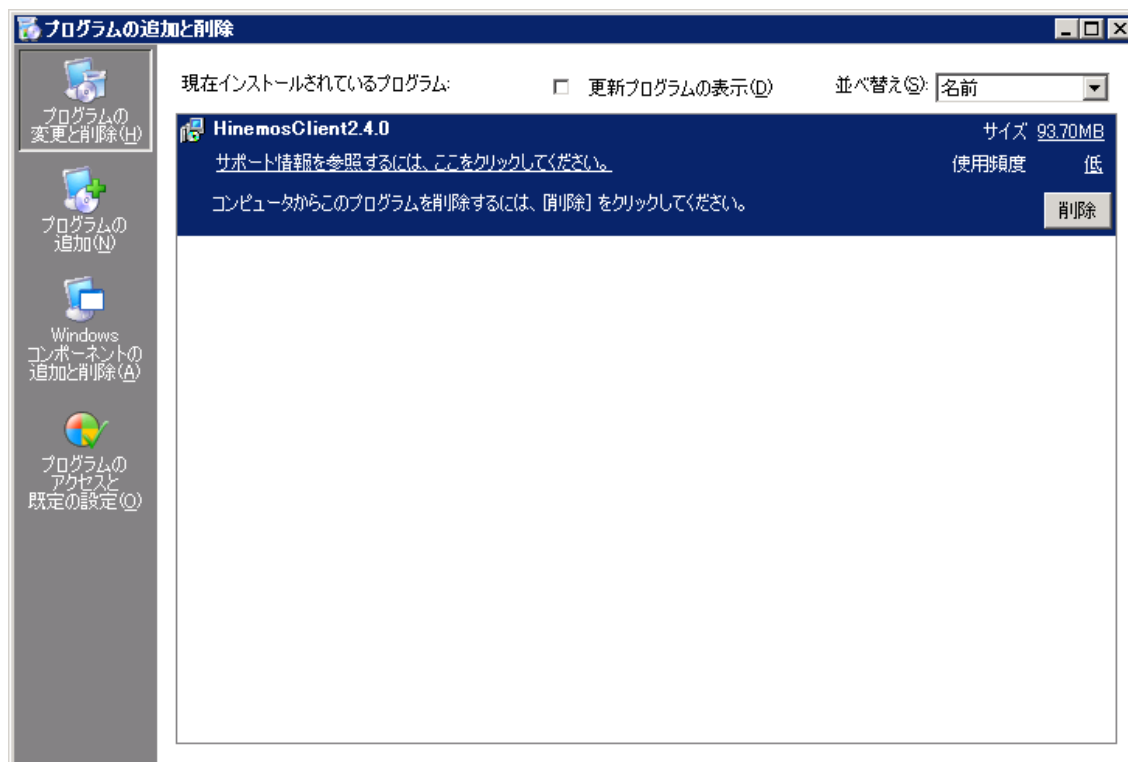 プログラムの追加と削除
プログラムの
変更と削除(H)
プログラムの
追加(N)
Windows
コンポーネントの
追加と削除(A)
プログラムの
アクセスと
既定の設定(O)
現在インストールされているプログラム:
更新プログラムの表示(D)
並べ替え(S):
名前
HinemosClient2.4.0
サイズ 93.70MB
サポート情報を参照するには、ここをクリックしてください。
使用頻度 低
コンピュータからこのプログラムを削除するには、[削除] をクリックしてください。
削除